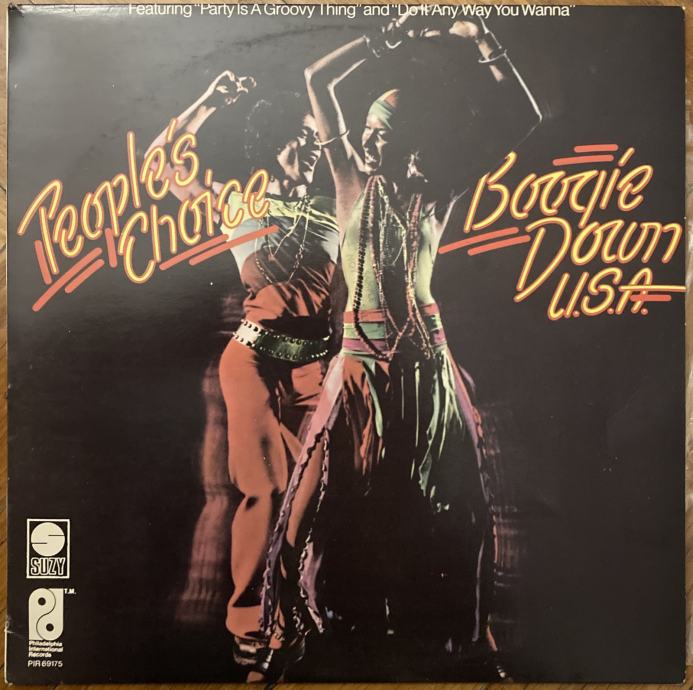 Featuring "Party Is A Groovy Thing" and "Do It Any Way You Wanna"
People's
Choice
Boogie
Down
U.S.A.
SUZY
T.M.
Philadelphia
International
Records
PIR 69175